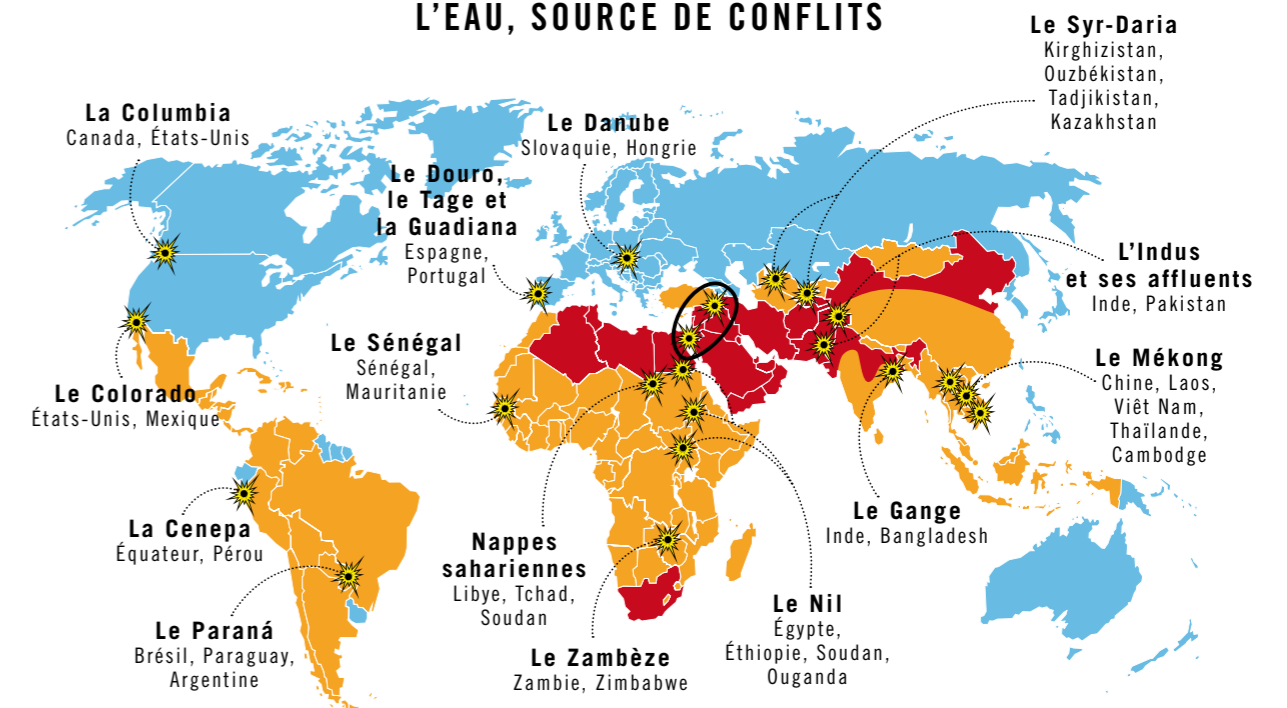 L'EAU, SOURCE DE CONFLITS
Le Syr-Daria
Kirghizistan,
Ouzbékistan,
Tadjikistan,
Kazakhstan
La Columbia
Canada, États-Unis
Le Danube
Slovaquie, Hongrie
Le Douro,
le Tage et
la Guadiana
Espagne,
Portugal
L'Indus
et ses affluents
Inde, Pakistan
Le Sénégal
Sénégal,
Mauritanie
Le Mékong
Chine, Laos,
Viêt Nam,
Thaïlande,
Cambodge
Le Colorado
États-Unis, Mexique
Le Gange
Inde, Bangladesh
La Cenepa
Équateur, Pérou
Nappes
sahariennes
Libye, Tchad,
Soudan
Le Nil
Égypte,
Éthiopie, Soudan,
Ouganda
Le Paraná
Brésil, Paraguay,
Argentine
Le Zambèze
Zambie, Zimbabwe